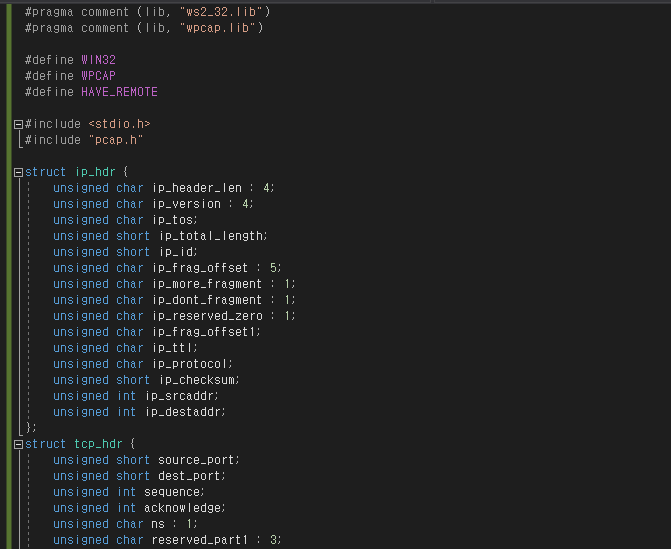 #pragma comment (lib, "ws2_32.lib")
#pragma comment (lib, "wpcap.lib")
#define WIN32
#define WPCAP
#define HAVE_REMOTE
#include <stdio.h>
#include "pcap.h"
struct ip_hdr {
unsigned char ip_header_len : 4;
unsigned char ip_version : 4;
unsigned char ip_tos;
unsigned short ip_total_length;
unsigned short ip_id;
unsigned char ip_frag_offset : 5;
unsigned char ip_more_fragment : 1;
unsigned char ip_dont_fragment : 1;
unsigned char ip_reserved_zero : 1;
unsigned char ip_frag_offset1;
unsigned char ip_ttl;
unsigned char ip_protocol;
unsigned short ip_checksum;
unsigned int ip_srcaddr;
unsigned int ip_destaddr;
};
struct tcp_hdr {
unsigned short source_port;
unsigned short dest_port;
unsigned int sequence;
unsigned int acknowledge;
unsigned char ns : 1;
unsigned char reserved_part1 : 3;